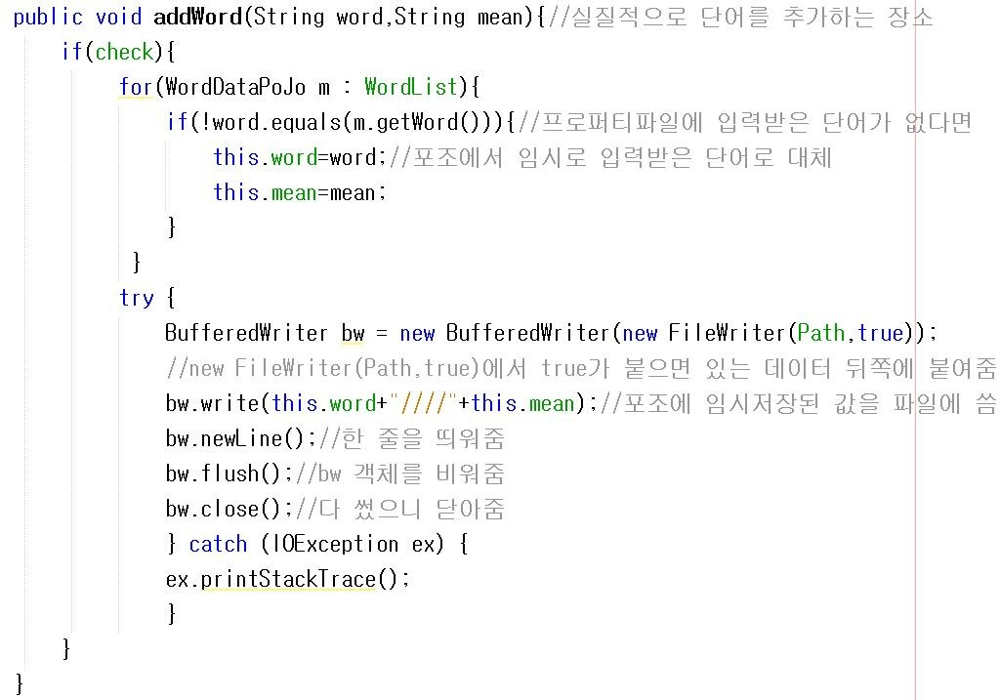 public void addWord(String word,String mean){//실질적으로 단어를 추가하는 장소
if(check){
for(WordDataPoJo m : WordList){
if(!word.equals(m.getWord())){//프로퍼티파일에 입력받은 단어가 없다면
this.word=word;//포조에서 임시로 입력받은 단어로 대체
this.mean=mean;
}
}
try {
BufferedWriter bw = new BufferedWriter(new FileWriter(Path,true));
//new FileWriter(Path,true)에서 true가 붙으면 있는 데이터 뒤쪽에 붙여줌
bw.write(this.word+"////"+this.mean);//포조에 임시저장된 값을 파일에 씀
bw.newLine();//한 줄을 띄워줌
bw.flush();//bw 객체를 비워줌
bw.close();//다 썼으니 닫아줌
} catch (IOException ex) {
ex.printStackTrace();
}
}
}